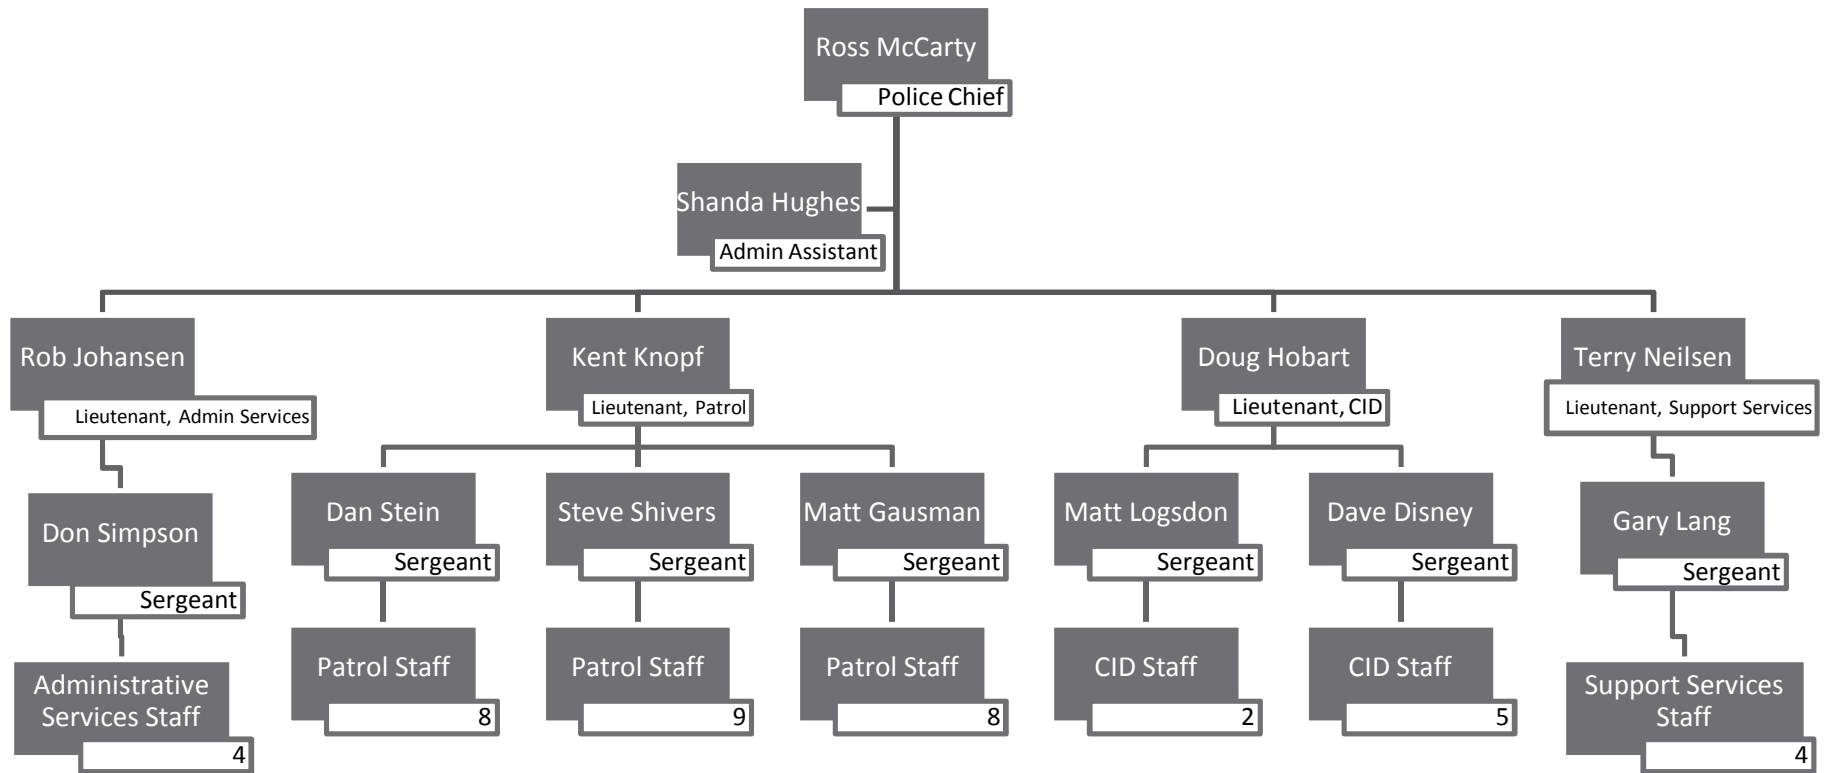 Ross McCarty
Police Chief
Shanda Hughes
Admin Assistant
Rob Johansen
Lieutenant, Admin Services
Kent Knopf
Lieutenant, Patrol
Doug Hobart
Lieutenant, CID
Terry Neilsen
Lieutenant, Support Services
Don Simpson
Sergeant
Dan Stein
Sergeant
Steve Shivers
Sergeant
Matt Gausman
Sergeant
Matt Logsdon
Sergeant
Dave Disney
Sergeant
Gary Lang
Sergeant
Administrative
Services Staff
4
Patrol Staff
8
Patrol Staff
9
Patrol Staff
8
CID Staff
2
CID Staff
5
Support Services
Staff
4